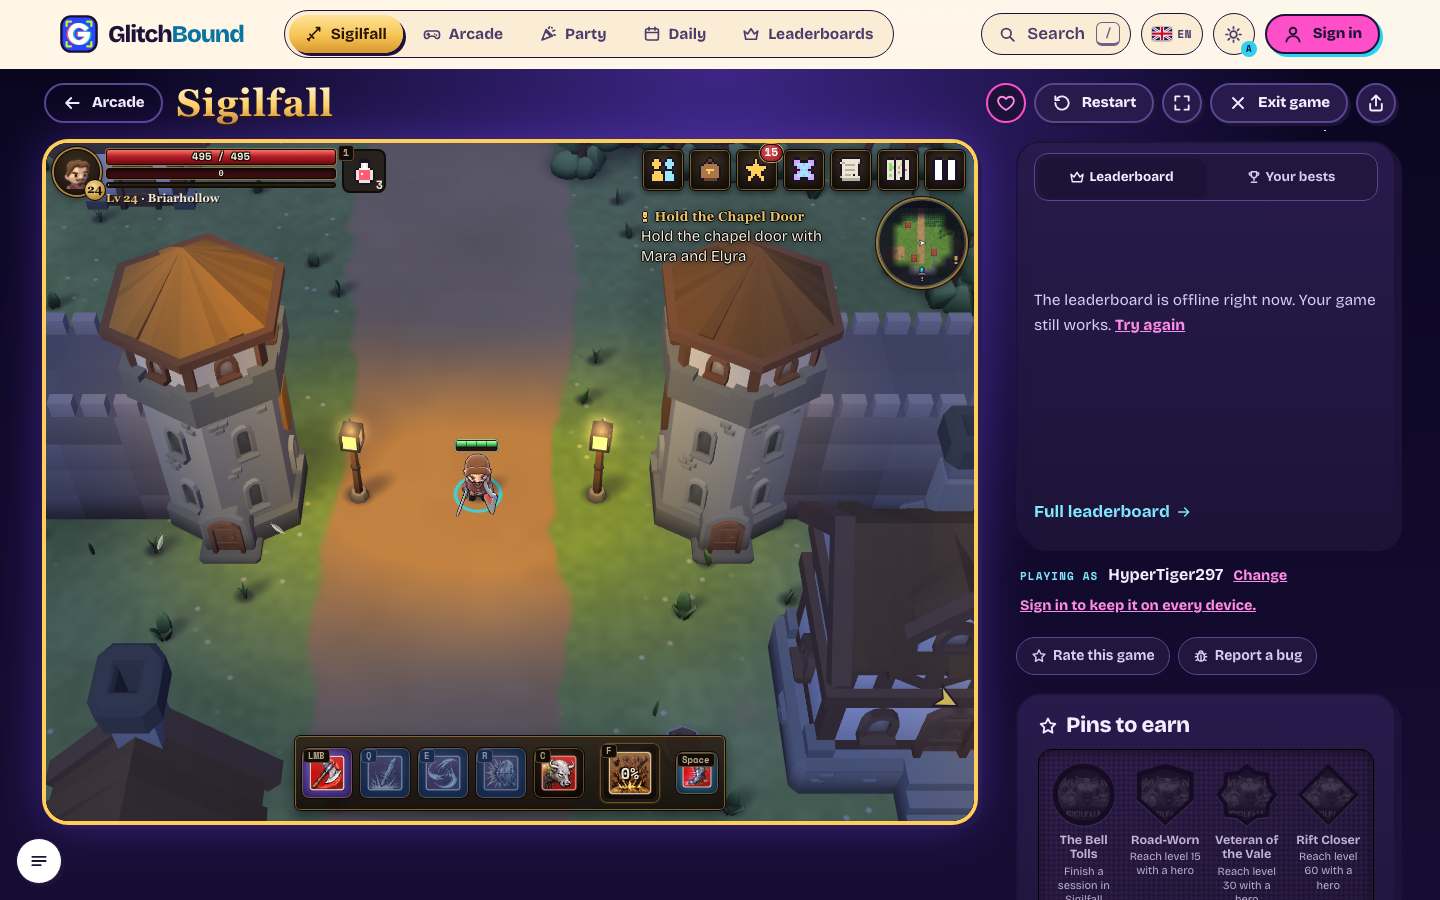 GlitchBound
Sigilfall
Arcade
Party
Daily
Leaderboards
Search /
EN
A
Sign in
Arcade
Sigilfall
Restart
Exit game
495 / 495
0
24
Lv 24 · Briarhollow
1
3
15
Hold the Chapel Door
Hold the chapel door with
Mara and Elyra
LMB
Q
E
R
C
F
0%
Space
Leaderboard
Your bests
The leaderboard is offline right now. Your game
still works. Try again
Full leaderboard →
PLAYING AS HyperTiger297 Change
Sign in to keep it on every device.
Rate this game
Report a bug
Pins to earn
The Bell
Tolls
Finish a
session in
Sigilfall
Road-Worn
Reach level 15
with a hero
Veteran of
the Vale
Reach level
30 with a
hero
Rift Closer
Reach level
60 with a
hero